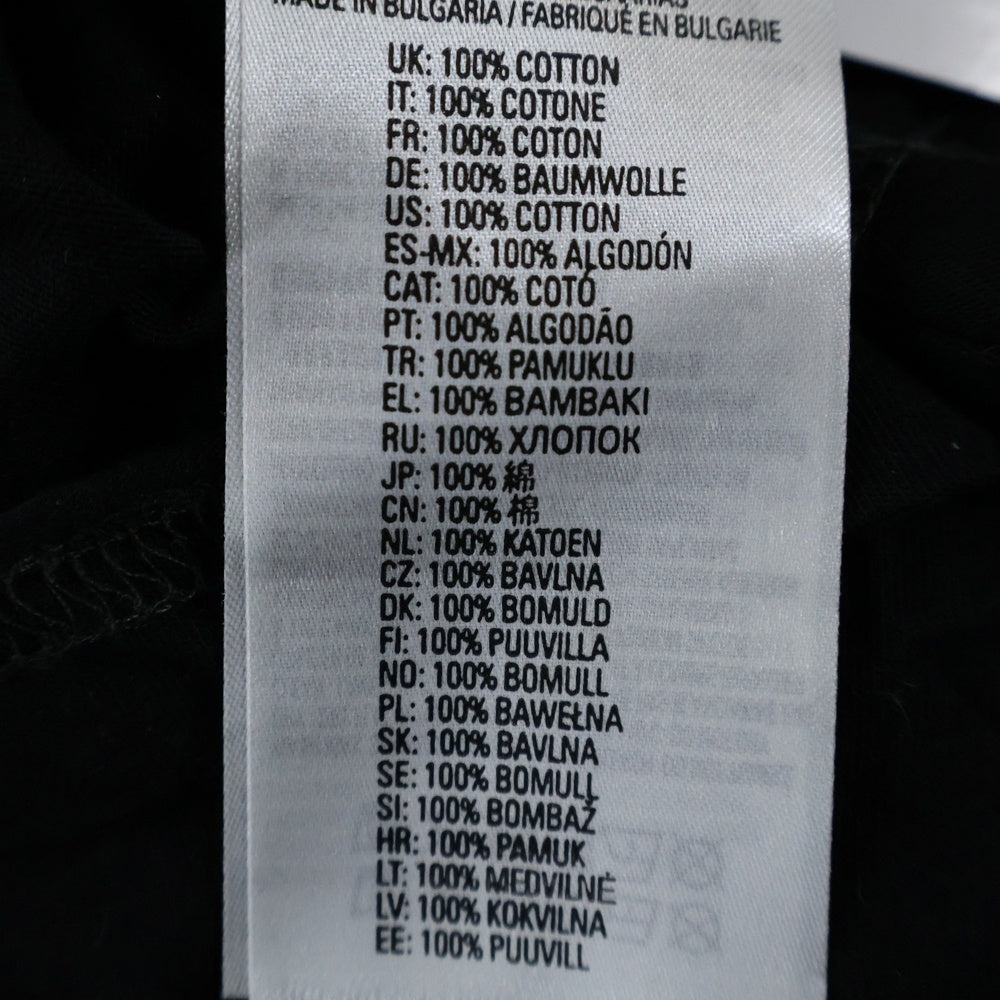 MADE IN BULGARIA / FABRIQUÉ EN BULGARIE
UK: 100% COTTON
IT: 100% COTONE
FR: 100% COTON
DE: 100% BAUMWOLLE
US: 100% COTTON
ES-MX: 100% ALGODÓN
CAT: 100% COTÓ
PT: 100% ALGODÃO
TR: 100% PAMUKLU
EL: 100% ΒΑΜΒΑΚΙ
RU: 100% ХЛОПОК
JP: 100% 綿
CN: 100% 棉
NL: 100% KATOEN
CZ: 100% BAVLNA
DK: 100% BOMULD
FI: 100% PUUVILLA
NO: 100% BOMULL
PL: 100% BAWEŁNA
SK: 100% BAVLNA
SE: 100% BOMULL
SI: 100% BOMBAŽ
HR: 100% PAMUK
LT: 100% MEDVILNĖ
LV: 100% KOKVILNA
EE: 100% PUUVILL